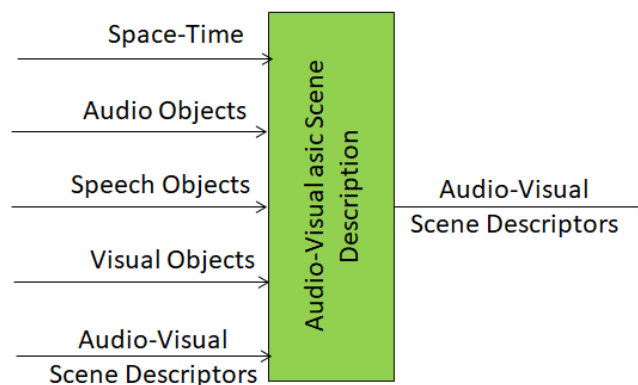 Space-Time
Audio Objects
Speech Objects
Visual Objects
Audio-Visual
Scene Descriptors
Audio-Visual asic Scene
Description
Audio-Visual
Scene Descriptors